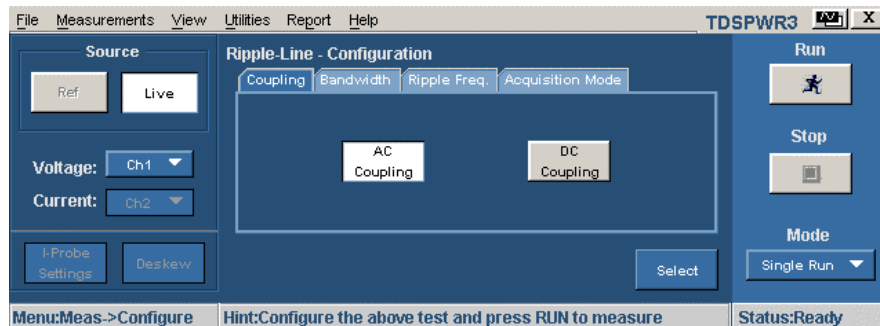 File Measurements View Utilities Report Help TDSPWR3 X
Source
Ref Live
Voltage: Ch1
Current: Ch2
I-Probe Settings
Deskew
Ripple-Line - Configuration
Coupling Bandwidth Ripple Freq. Acquisition Mode
AC
Coupling
DC
Coupling
Select
Run
Stop
Mode
Single Run
Menu:Meas->Configure Hint:Configure the above test and press RUN to measure Status:Ready